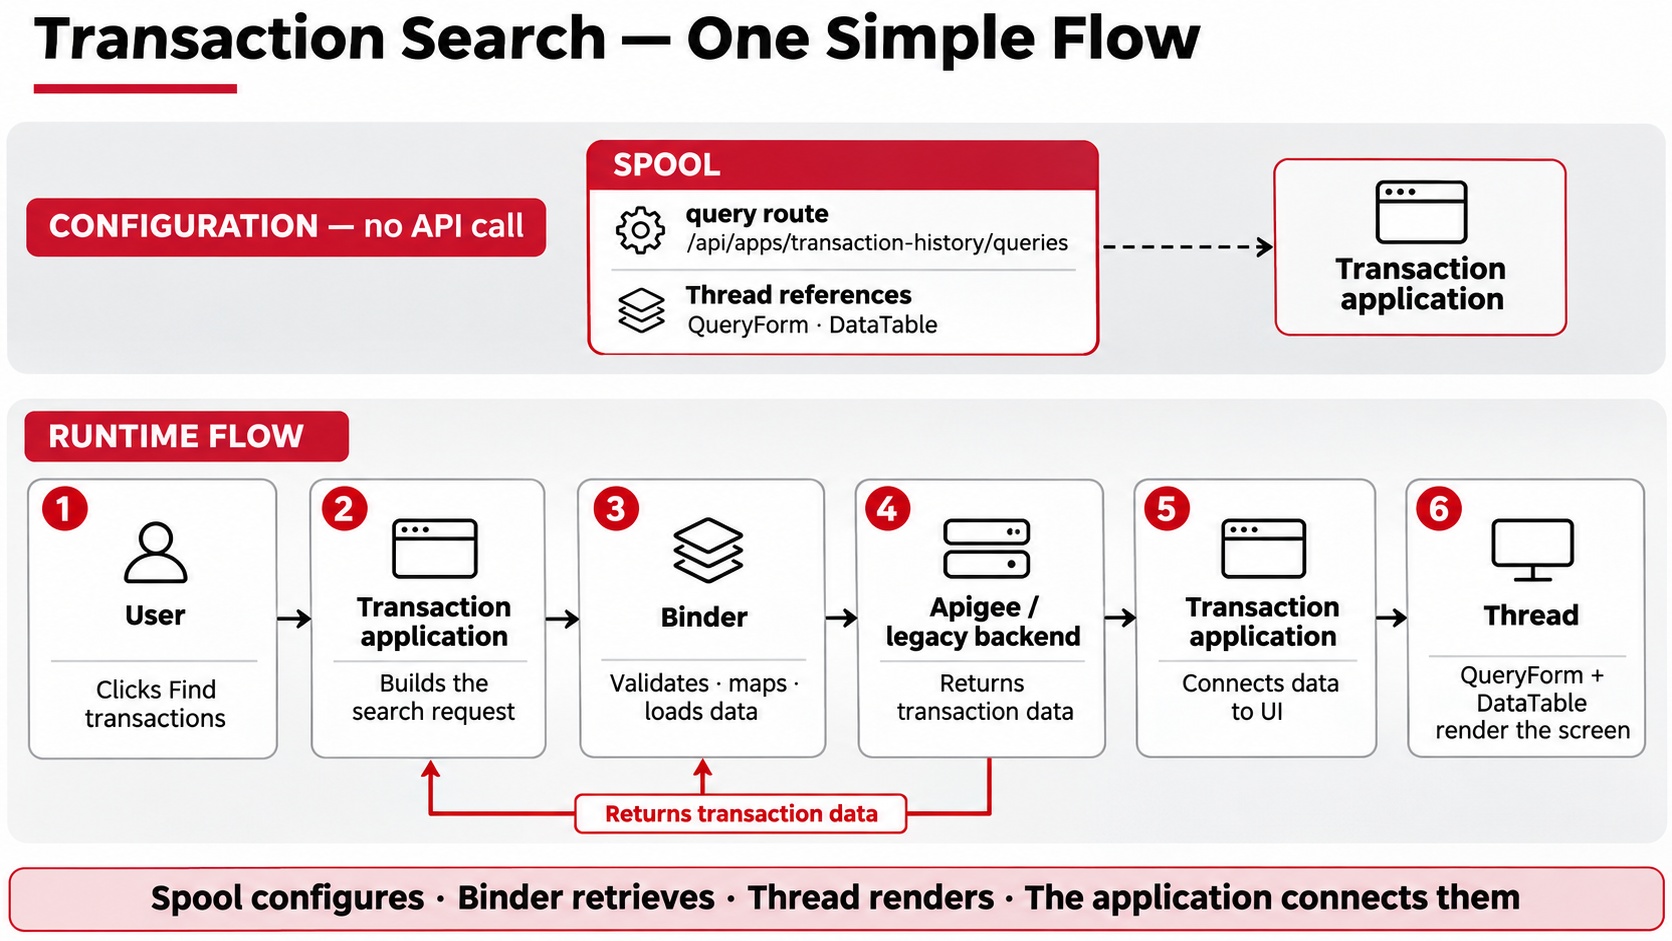 Transaction Search — One Simple Flow
CONFIGURATION — no API call
SPOOL
query route
/api/apps/transaction-history/queries
Thread references
QueryForm · DataTable
Transaction
application
RUNTIME FLOW
1
User
Clicks Find
transactions
2
Transaction
application
Builds the
search request
3
Binder
Validates · maps ·
loads data
4
Apigee /
legacy backend
Returns
transaction data
5
Transaction
application
Connects data
to UI
6
Thread
QueryForm +
DataTable
render the screen
Returns transaction data
Spool configures · Binder retrieves · Thread renders · The application connects them